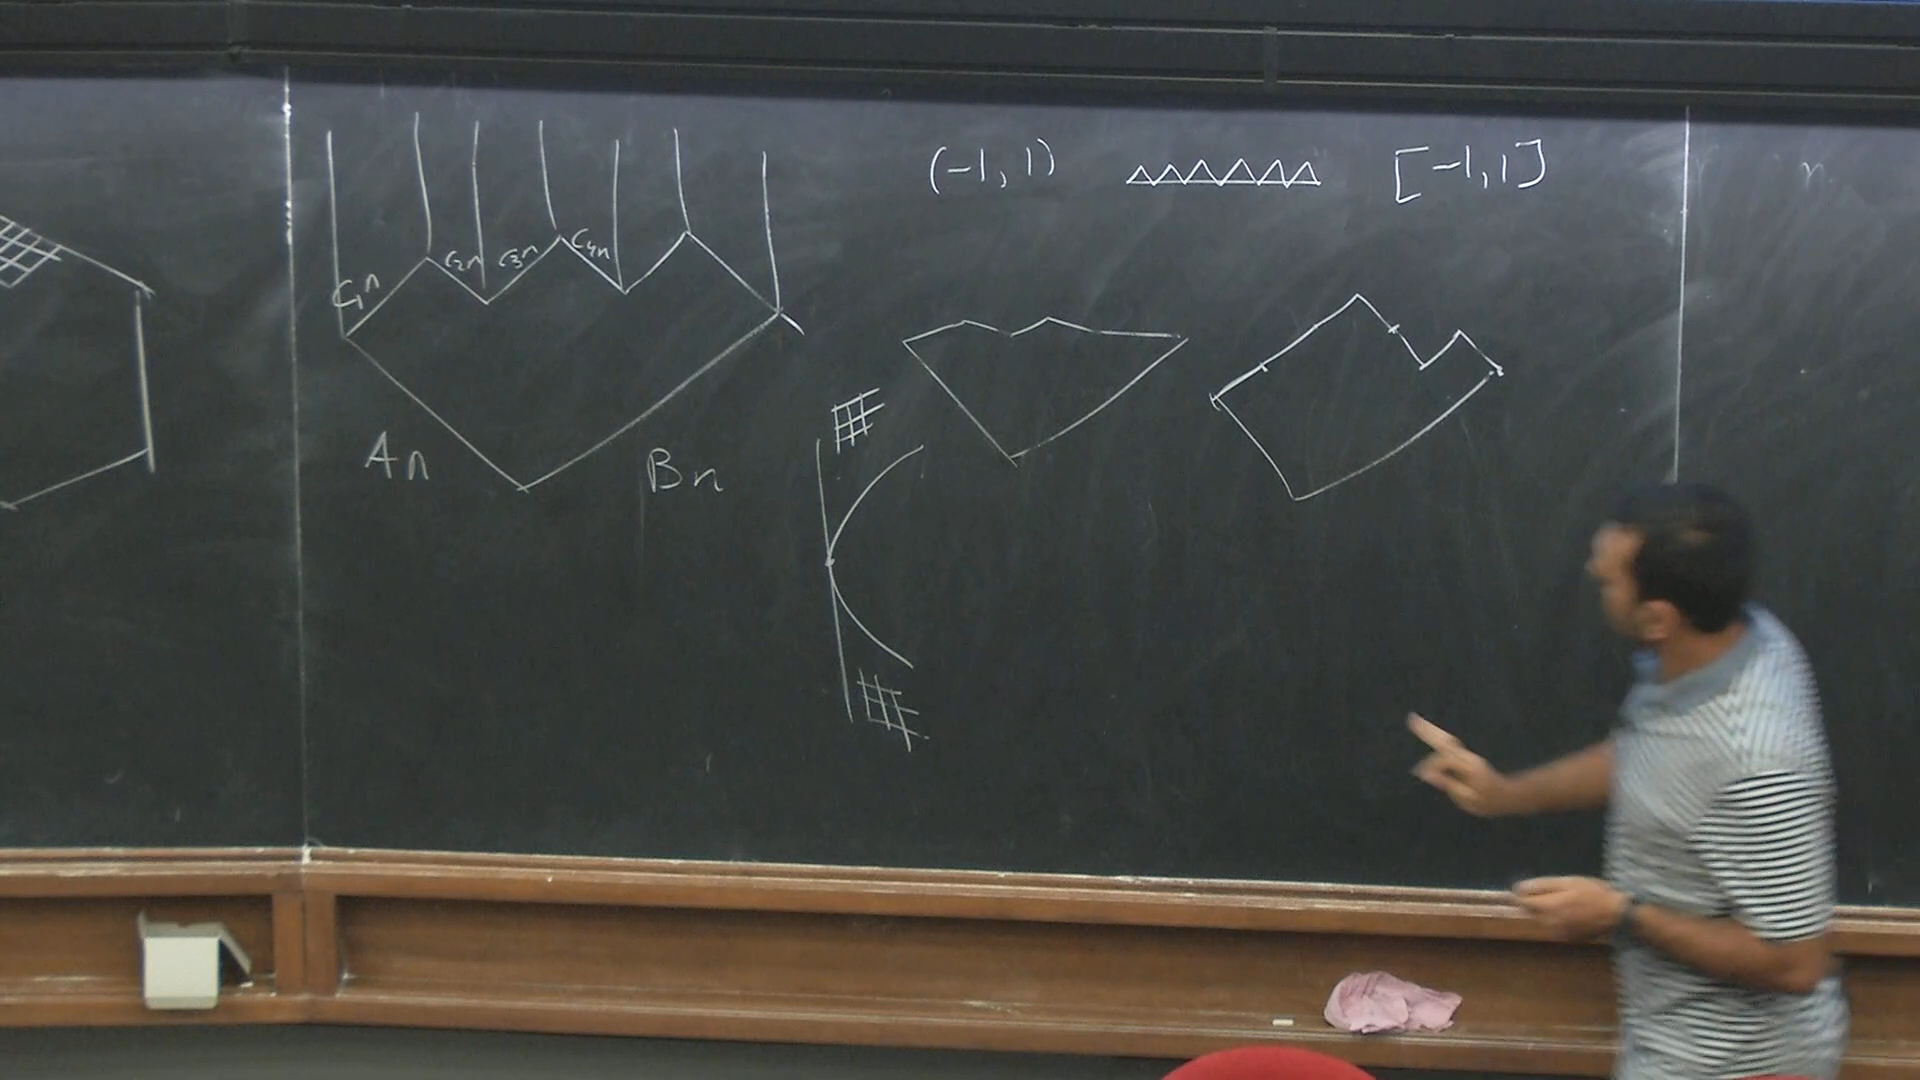 (-1, 1) [-1, 1]
C₁n C₂n C₃n C₄n
An Bn